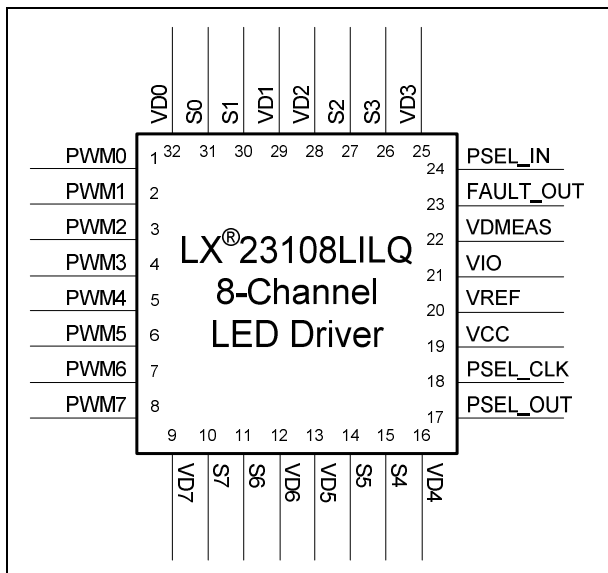 VD0 S0 S1 VD1 VD2 S2 S3 VD3
32 31 30 29 28 27 26 25
PWM0 1 24 PSEL_IN
PWM1 2 23 FAULT_OUT
PWM2 3 22 VDMEAS
PWM3 4 21 VIO
PWM4 5 20 VREF
PWM5 6 19 VCC
PWM6 7 18 PSEL_CLK
PWM7 8 17 PSEL_OUT
LX®23108LILQ
8-Channel
LED Driver
9 10 11 12 13 14 15 16
VD7 S7 S6 VD6 VD5 S5 S4 VD4